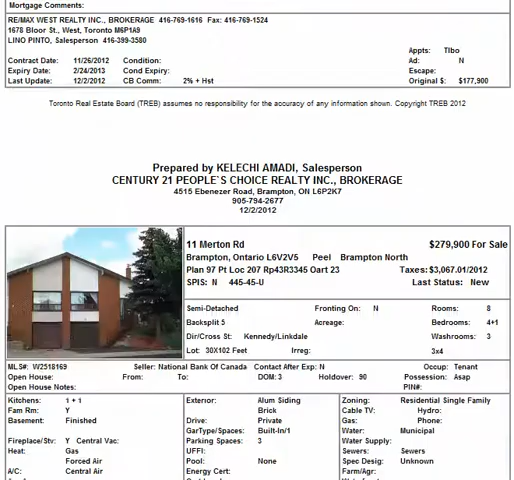 Mortgage Comments:
RE/MAX WEST REALTY INC., BROKERAGE 416-769-1616 Fax: 416-769-1524
1678 Bloor St., West, Toronto M6P1A9
LINO PINTO, Salesperson 416-399-3580
Appts: Tlbo
Contract Date: 11/26/2012 Condition: Ad: N
Expiry Date: 2/24/2013 Cond Expiry: Escape:
Last Update: 12/2/2012 CB Comm: 2% + Hst Original $: $177,900
Toronto Real Estate Board (TREB) assumes no responsibility for the accuracy of any information shown. Copyright TREB 2012
Prepared by KELECHI AMADI, Salesperson
CENTURY 21 PEOPLE`S CHOICE REALTY INC., BROKERAGE
4515 Ebenezer Road, Brampton, ON L6P2K7
905-794-2677
12/2/2012
11 Merton Rd $279,900 For Sale
Brampton, Ontario L6V2V5 Peel Brampton North
Plan 97 Pt Loc 207 Rp43R3345 Oart 23 Taxes: $3,067.01/2012
SPIS: N 445-45-U Last Status: New
Semi-Detached Fronting On: N Rooms: 8
Backsplit 5 Acreage: Bedrooms: 4+1
Dir/Cross St: Kennedy/Linkdale Washrooms: 3
Lot: 30X102 Feet Irreg: 3x4
MLS#: W2518169 Seller: National Bank Of Canada Contact After Exp: N Occup: Tenant
Open House: From: To: DOM: 3 Holdover: 90 Possession: Asap
Open House Notes: PIN#:
Kitchens: 1 + 1 Exterior: Alum Siding Zoning: Residential Single Family
Fam Rm: Y Brick Cable TV: Hydro:
Basement: Finished Drive: Private Gas: Phone:
GarType/Spaces: Built-In/1 Water: Municipal
Fireplace/Stv: Y Central Vac: Parking Spaces: 3 Water Supply:
Heat: Gas UFFI: Sewers: Sewers
Forced Air Pool: None Spec Desig: Unknown
A/C: Central Air Energy Cert: Farm/Agr: